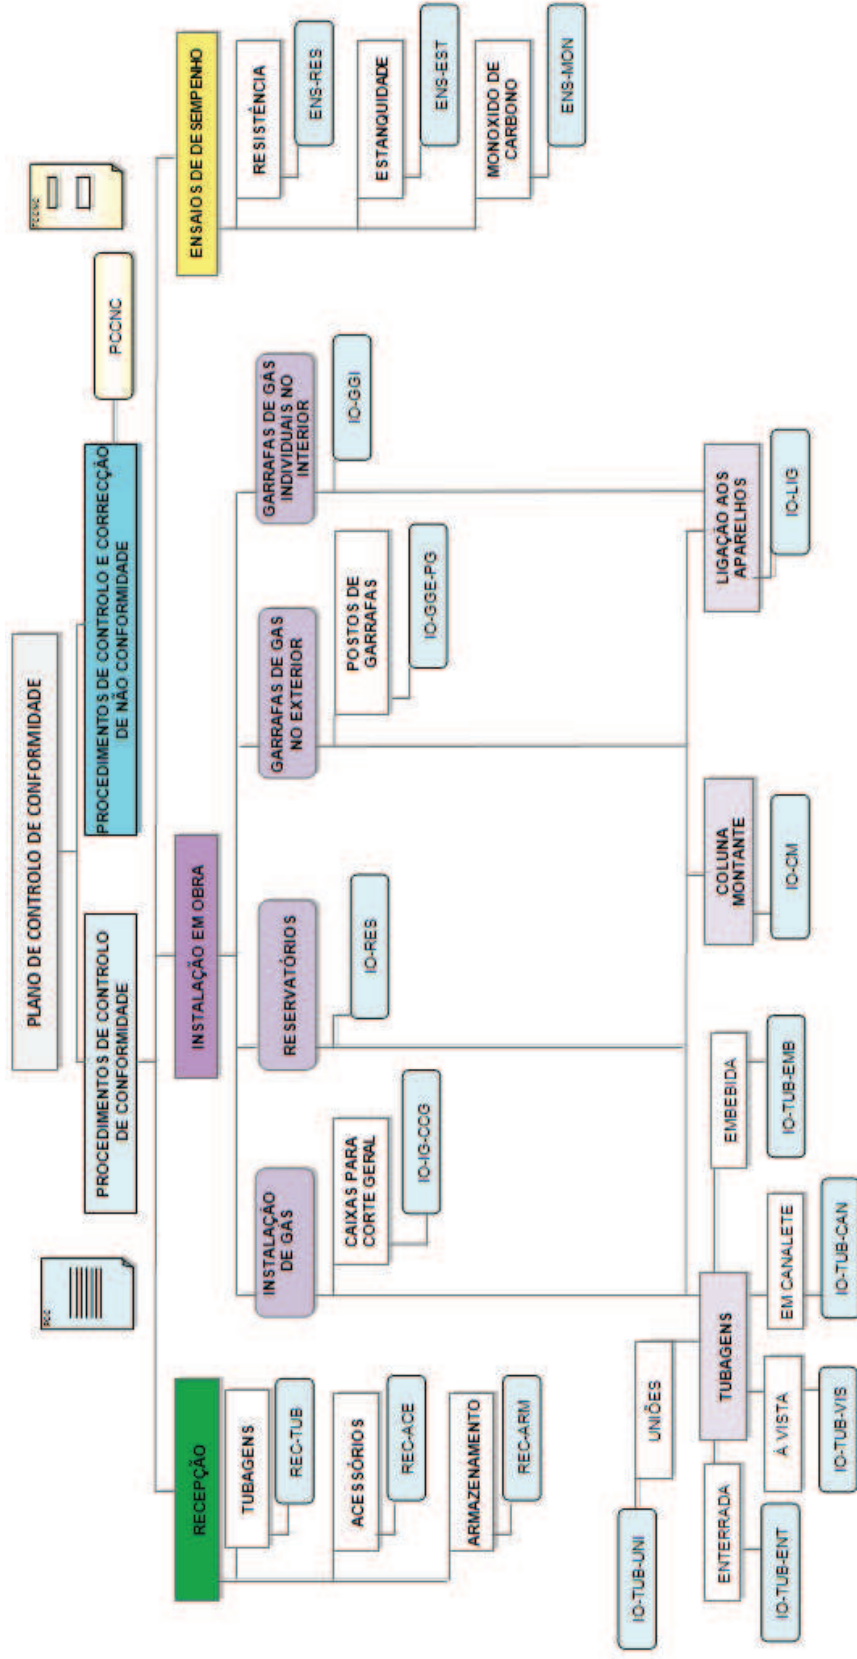 PLANO DE CONTROLO DE CONFORMIDADE
PCC
PROCEDIMENTOS DE CONTROLO
DE CONFORMIDADE
PROCEDIMENTOS DE CONTROLO E CORRECÇÃO
DE NÃO CONFORMIDADE
PCCNC
PCCNC
RECEPÇÃO
TUBAGENS
REC-TUB
ACESSÓRIOS
REC-ACE
ARMAZENAMENTO
REC-ARM
INSTALAÇÃO EM OBRA
INSTALAÇÃO
DE GÁS
CAIXAS PARA
CORTE GERAL
IO-IG-CCG
RESERVATÓRIOS
IO-RES
GARRAFAS DE GÁS
NO EXTERIOR
POSTOS DE
GARRAFAS
IO-GGE-PG
GARRAFAS DE GÁS
INDIVIDUAIS NO
INTERIOR
IO-GGI
ENSAIOS DE DESEMPENHO
RESISTÊNCIA
ENS-RES
ESTANQUIDADE
ENS-EST
MONOXIDO DE
CARBONO
ENS-MON
UNIÕES
IO-TUB-UNI
TUBAGENS
ENTERRADA
IO-TUB-ENT
À VISTA
IO-TUB-VIS
EM CANALETE
IO-TUB-CAN
EMBEBIDA
IO-TUB-EMB
COLUNA
MONTANTE
IO-CM
LIGAÇÃO AOS
APARELHOS
IO-LIG